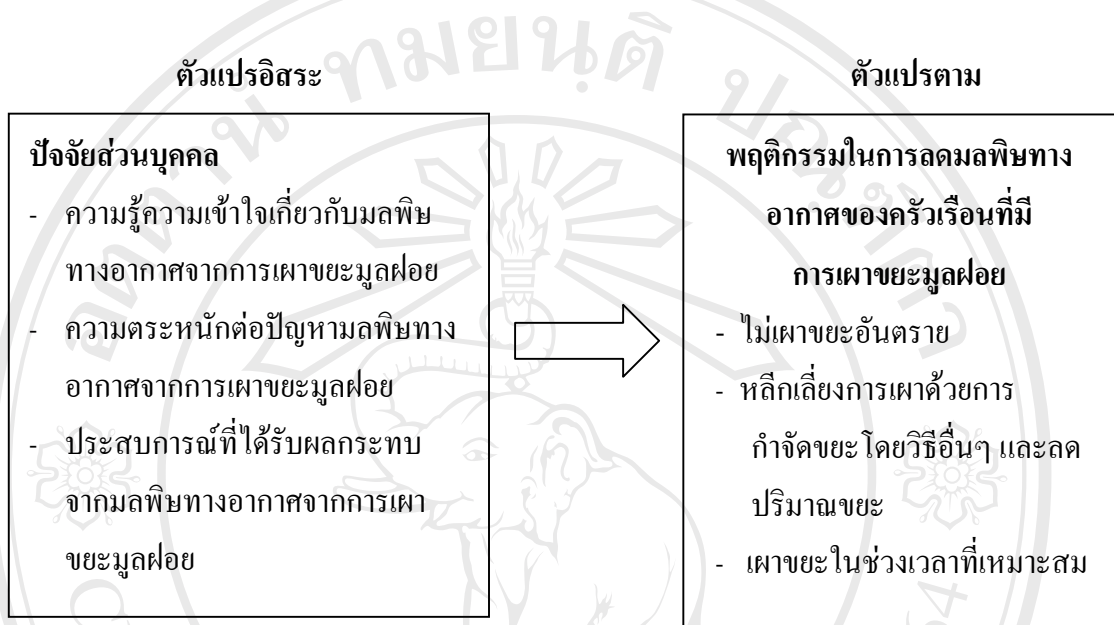 ตัวแปรอิสระ
ปัจจัยส่วนบุคคล
- ความรู้ความเข้าใจเกี่ยวกับมลพิษ
ทางอากาศจากการเผาขยะมูลฝอย
- ความตระหนักต่อปัญหามลพิษทาง
อากาศจากการเผาขยะมูลฝอย
- ประสบการณ์ที่ได้รับผลกระทบ
จากมลพิษทางอากาศจากการเผา
ขยะมูลฝอย
ตัวแปรตาม
พฤติกรรมในการลดมลพิษทาง
อากาศของครัวเรือนที่มี
การเผาขยะมูลฝอย
- ไม่เผาขยะอันตราย
- หลีกเลี่ยงการเผาด้วยการ
กำจัดขยะโดยวิธีอื่นๆ และลด
ปริมาณขยะ
- เผาขยะในช่วงเวลาที่เหมาะสม